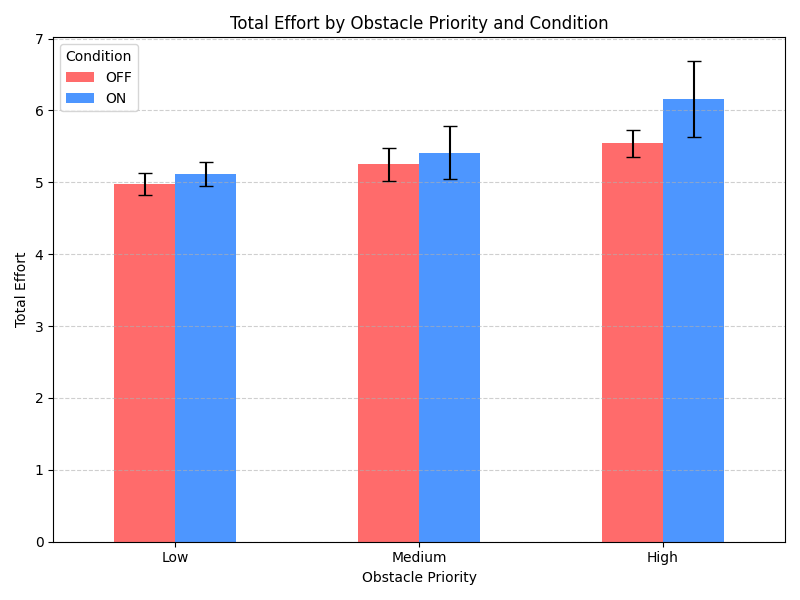 Total Effort by Obstacle Priority and Condition
Condition
OFF
ON
Total Effort
7
6
5
4
3
2
1
0
Low
Medium
High
Obstacle Priority